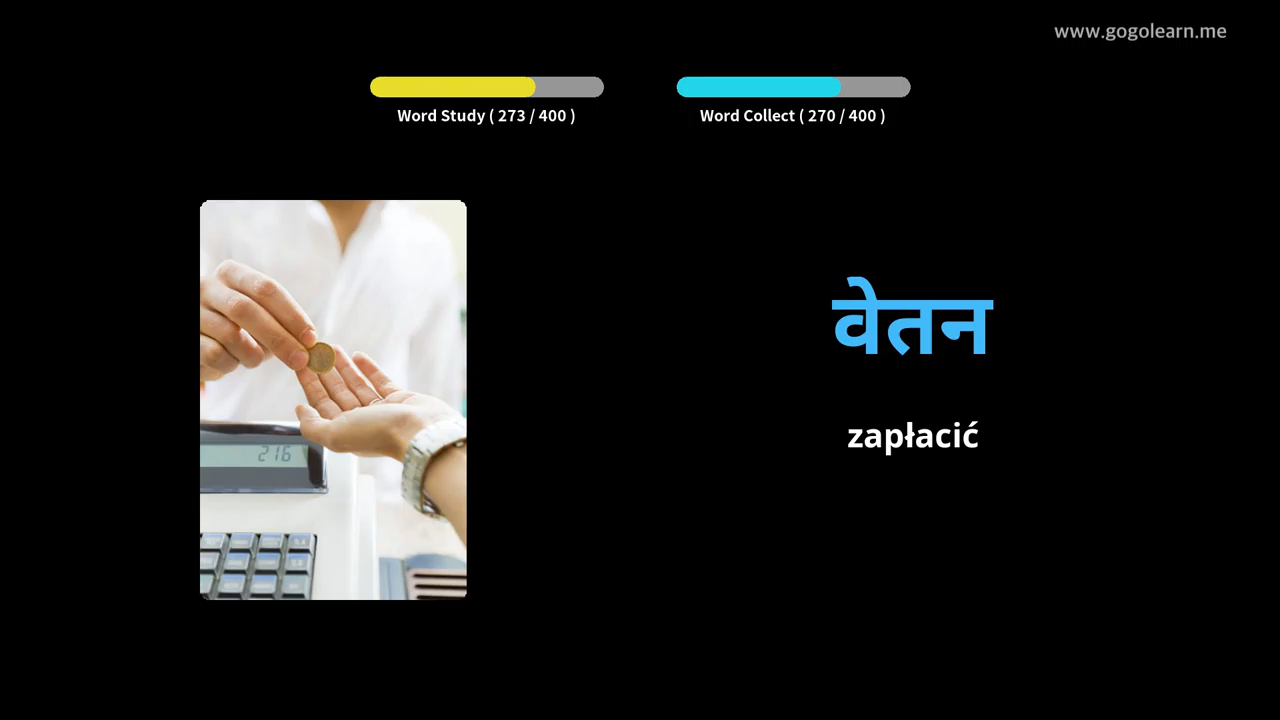 www.gogolearn.me
Word Study ( 273 / 400 )
Word Collect ( 270 / 400 )
वेतन
zapłacić
216